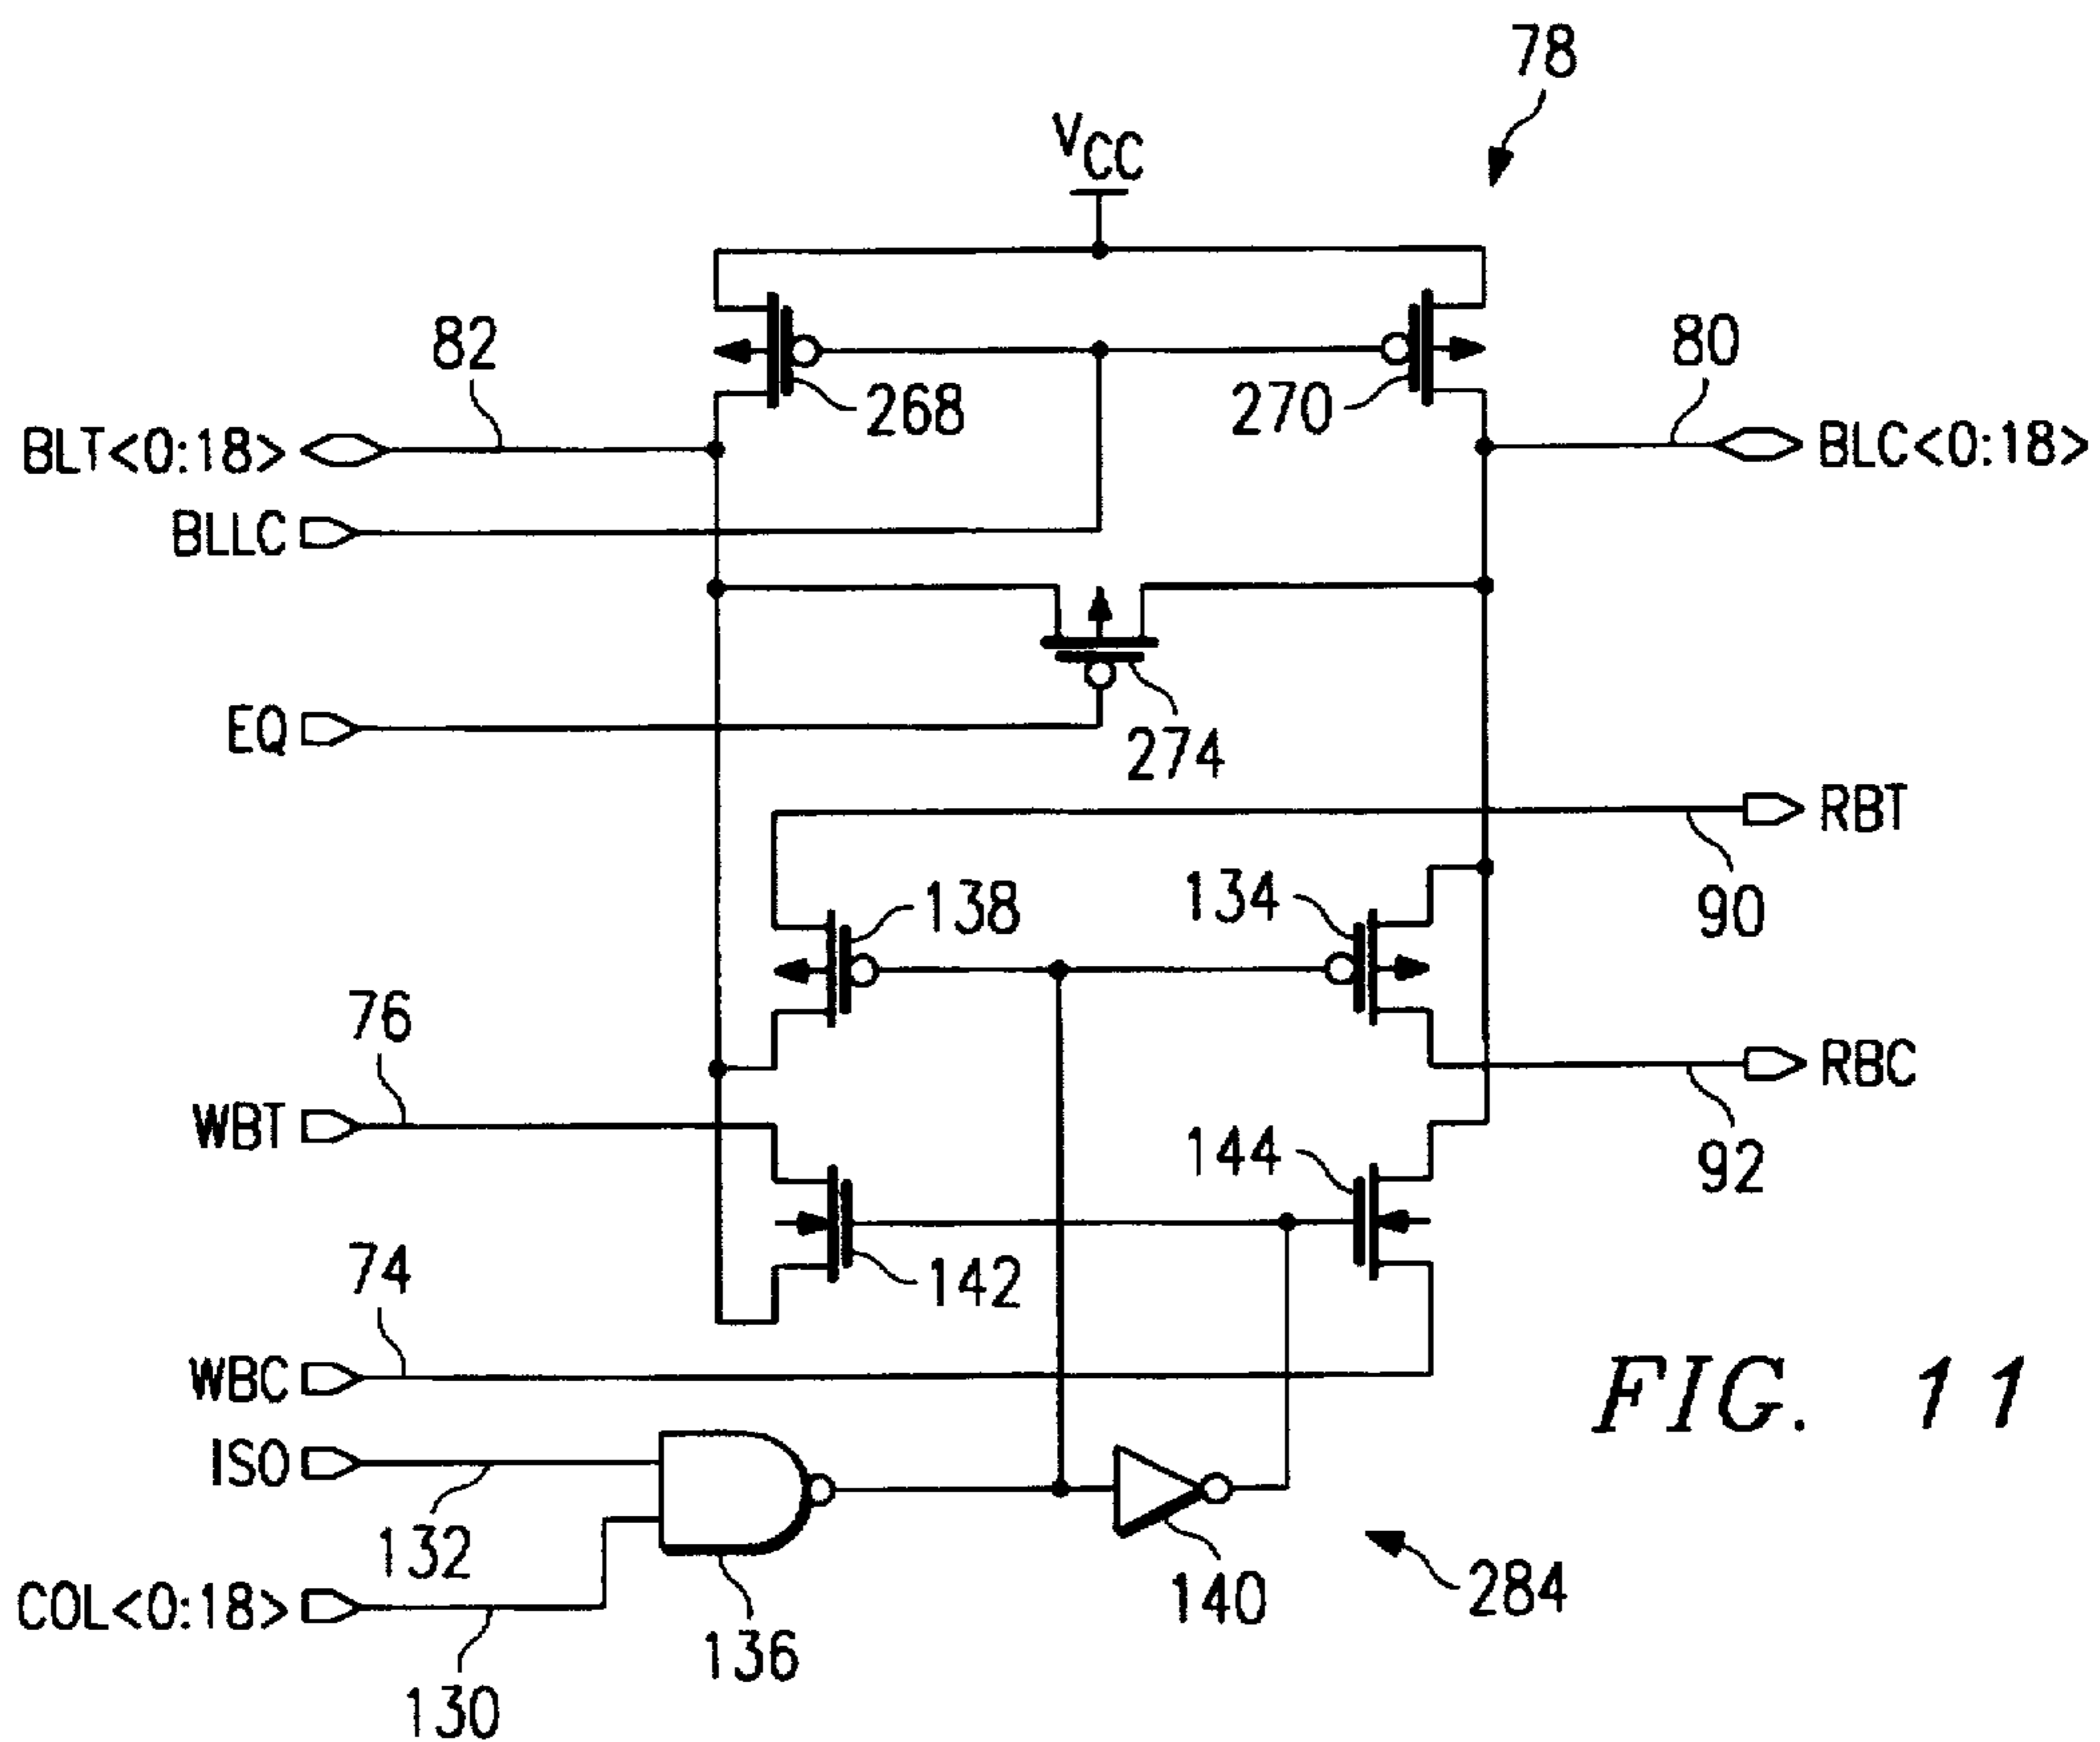 78
VCC
82
268
270
80
BLT<0:18>
BLC<0:18>
BLLC
EQ
274
RBT
138
134
90
76
RBC
WBT
144
92
74
142
WBC
FIG. 11
ISO
132
140
284
COL<0:18>
136
130